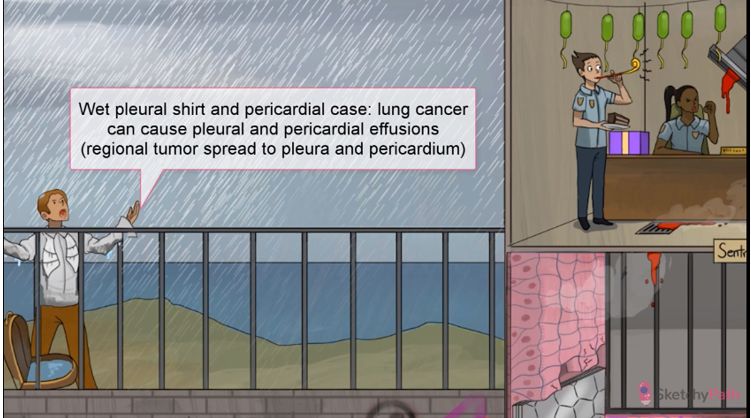 Wet pleural shirt and pericardial case: lung cancer
can cause pleural and pericardial effusions
(regional tumor spread to pleura and pericardium)
Sentr
SketchyPath